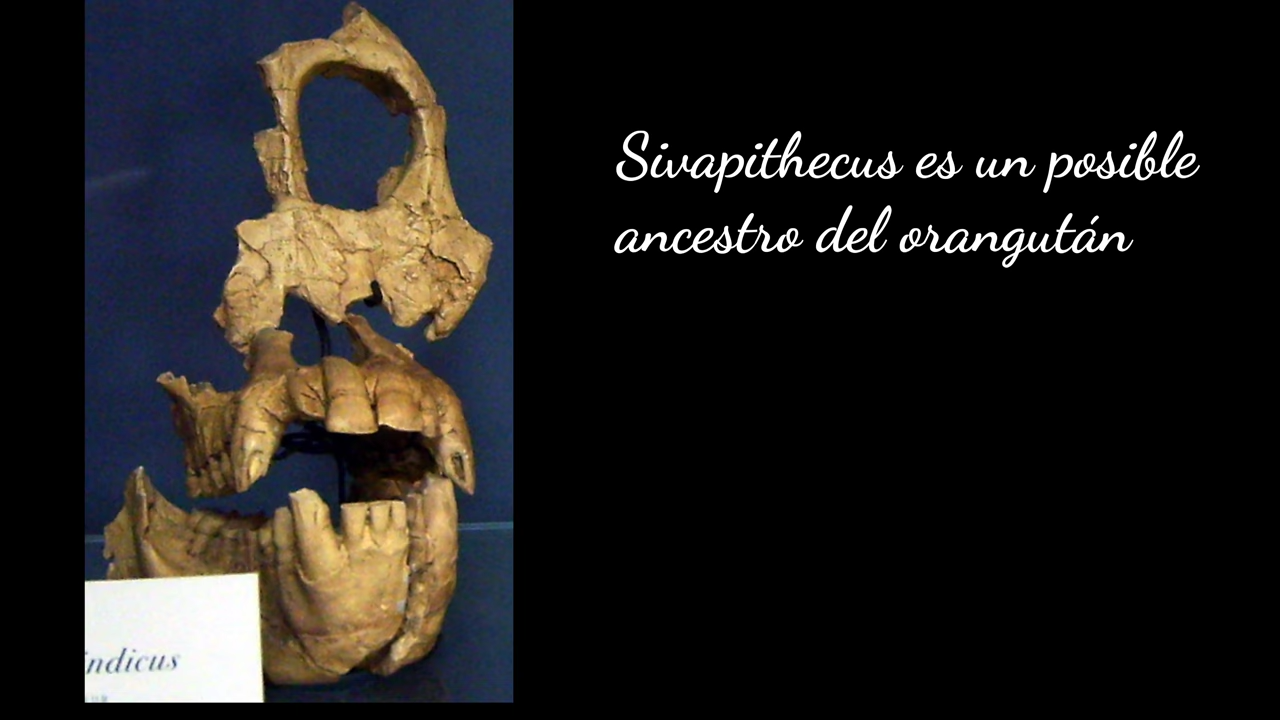 Sivapithecus es un posible
ancestro del orangután
indicus